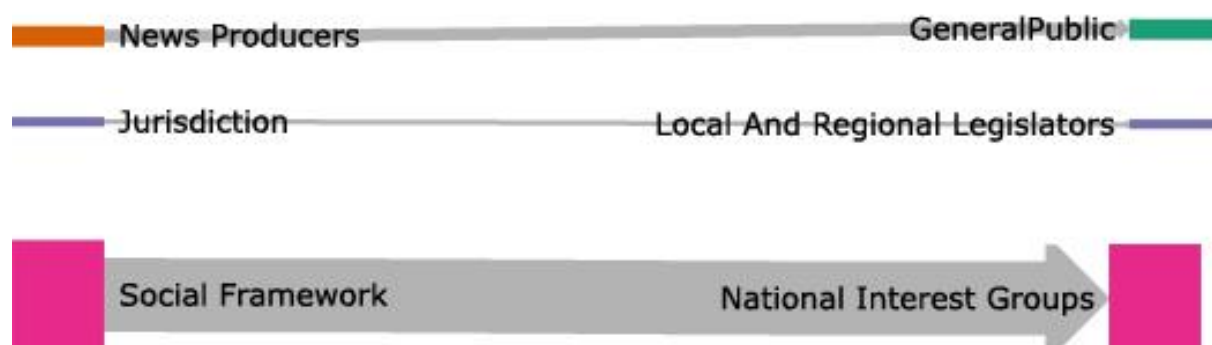 News Producers GeneralPublic
Jurisdiction Local And Regional Legislators
Social Framework National Interest Groups